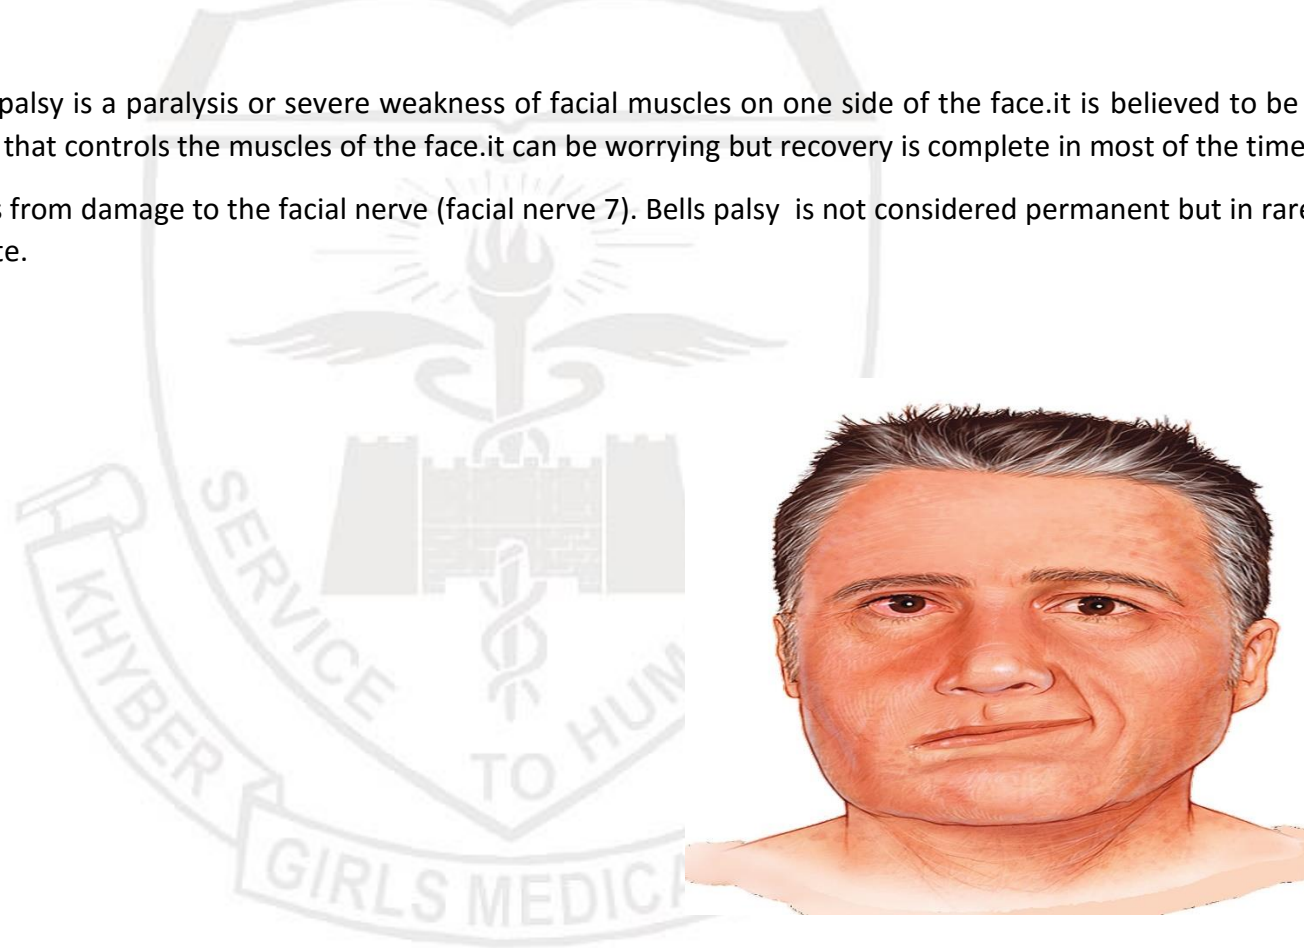 palsy is a paralysis or severe weakness of facial muscles on one side of the face.it is believed to be
that controls the muscles of the face.it can be worrying but recovery is complete in most of the time
s from damage to the facial nerve (facial nerve 7). Bells palsy  is not considered permanent but in rare
te.
SERVICE TO HUM
KHYBER GIRLS MEDICA